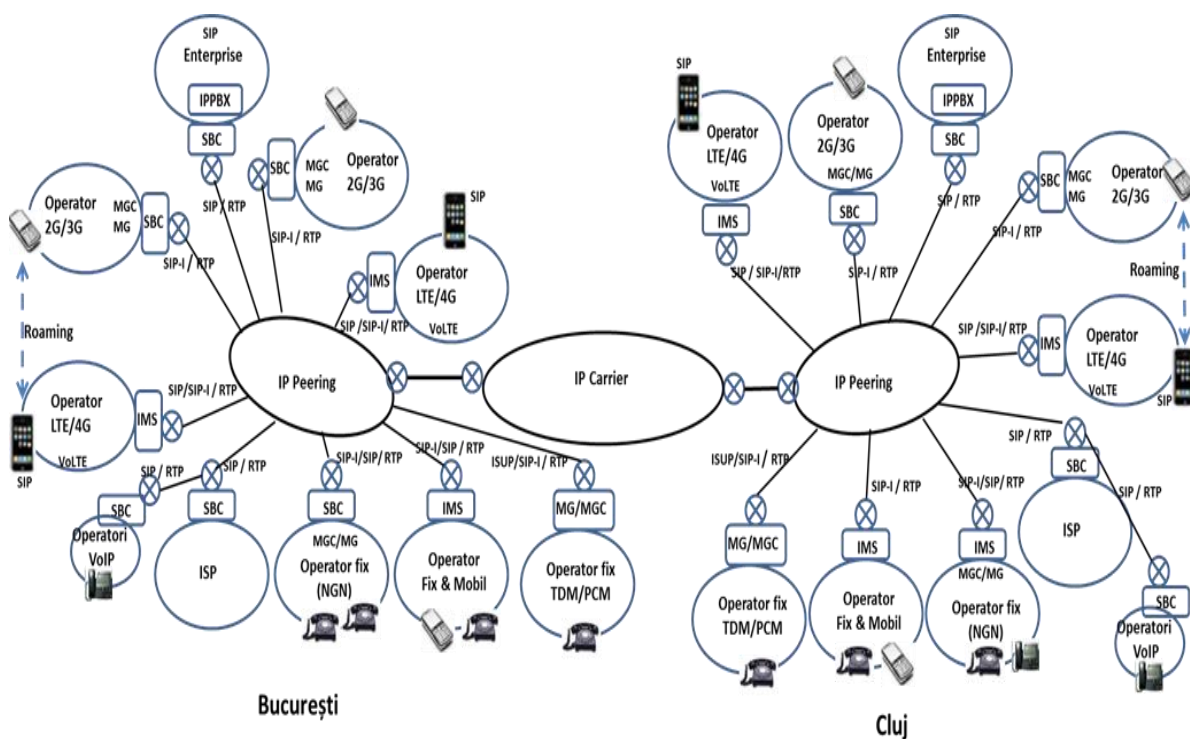 SIP
Enterprise
IPPBX
SBC
SIP / RTP
SBC
MGC
MG
Operator
2G/3G
SIP-I / RTP
Operator
2G/3G
MGC
MG
SBC
SIP-I / RTP
Roaming
SIP
IMS
Operator
LTE/4G
VoLTE
SIP /SIP-I/ RTP
IP Peering
Operator
LTE/4G
VoLTE
IMS
SIP
SIP/SIP-I/ RTP
SIP / RTP
SBC
Operatori
VoIP
SIP / RTP
SBC
ISP
SIP-I/SIP/ RTP
SBC
MGC/MG
Operator fix
(NGN)
SIP-I/SIP / RTP
IMS
Operator
Fix & Mobil
ISUP/SIP-I / RTP
MG/MGC
Operator fix
TDM/PCM
București
IP Carrier
SIP
Operator
LTE/4G
VoLTE
IMS
SIP / SIP-I/RTP
Operator
2G/3G
MGC/MG
SBC
SIP-I / RTP
SIP
Enterprise
IPPBX
SBC
SIP / RTP
SBC
MGC
MG
Operator
2G/3G
SIP-I / RTP
Roaming
IP Peering
SIP /SIP-I/ RTP
IMS
Operator
LTE/4G
VoLTE
SIP
SIP / RTP
SBC
ISP
SIP / RTP
SBC
Operatori
VoIP
ISUP/SIP-I / RTP
MG/MGC
Operator fix
TDM/PCM
SIP-I / RTP
IMS
Operator
Fix & Mobil
SIP-I/SIP/ RTP
IMS
MGC/MG
Operator fix
(NGN)
Cluj